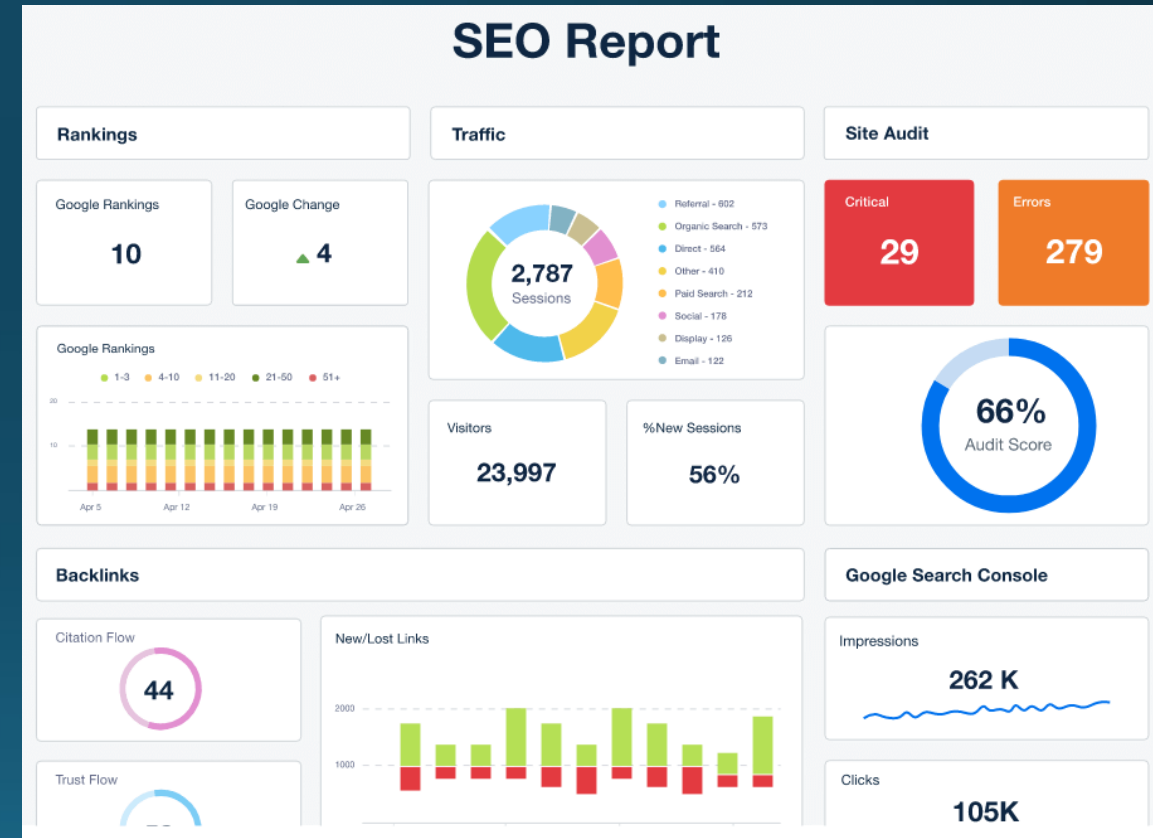 SEO Report
Rankings
Traffic
Site Audit
Google Rankings
10
Google Change
4
2,787
Sessions
Referral - 602
Organic Search - 573
Direct - 564
Other - 410
Paid Search - 212
Social - 178
Display - 126
Email - 122
Critical
29
Errors
279
Google Rankings
1-3 4-10 11-20 21-50 51+
20
10
Apr 5 Apr 12 Apr 19 Apr 26
Visitors
23,997
%New Sessions
56%
66%
Audit Score
Backlinks
Google Search Console
Citation Flow
44
New/Lost Links
2000
1000
Impressions
262 K
Trust Flow
Clicks
105K